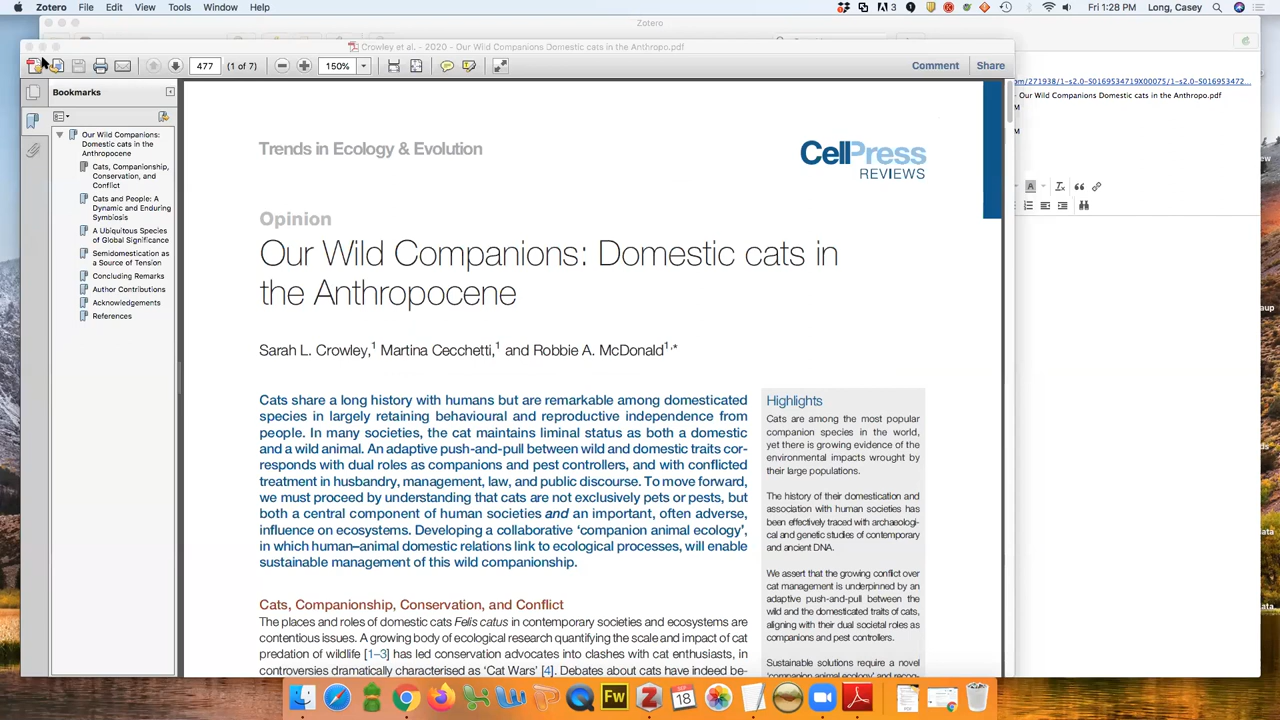 Zotero File Edit View Tools Window Help 3 Fri 1:28 PM Long, Casey
Zotero
Crowley et al. - 2020 - Our Wild Companions Domestic cats in the Anthropo.pdf
477 (1 of 7) 150% Comment Share
Bookmarks
Our Wild Companions:
Domestic cats in the
Anthropocene
Cats, Companionship,
Conservation, and
Conflict
Cats and People: A
Dynamic and Enduring
Symbiosis
A Ubiquitous Species
of Global Significance
Semidomestication as
a Source of Tension
Concluding Remarks
Author Contributions
Acknowledgements
References
Trends in Ecology & Evolution
CellPress
REVIEWS
Opinion
Our Wild Companions: Domestic cats in
the Anthropocene
Sarah L. Crowley,1 Martina Cecchetti,1 and Robbie A. McDonald1,*
Cats share a long history with humans but are remarkable among domesticated
species in largely retaining behavioural and reproductive independence from
people. In many societies, the cat maintains liminal status as both a domestic
and a wild animal. An adaptive push-and-pull between wild and domestic traits cor-
responds with dual roles as companions and pest controllers, and with conflicted
treatment in husbandry, management, law, and public discourse. To move forward,
we must proceed by understanding that cats are not exclusively pets or pests, but
both a central component of human societies and an important, often adverse,
influence on ecosystems. Developing a collaborative ‘companion animal ecology’,
in which human–animal domestic relations link to ecological processes, will enable
sustainable management of this wild companionship.
Cats, Companionship, Conservation, and Conflict
The places and roles of domestic cats Felis catus in contemporary societies and ecosystems are
contentious issues. A growing body of ecological research quantifying the scale and impact of cat
predation of wildlife [1–3] has led conservation advocates into clashes with cat enthusiasts, in
controversies dramatically characterised as ‘Cat Wars’ [4]. Debates about cats have indeed be-
Highlights
Cats are among the most popular
companion species in the world,
yet there is growing evidence of the
environmental impacts wrought by
their large populations.
The history of their domestication and
association with human societies has
been effectively traced with archaeologi-
cal and genetic studies of contemporary
and ancient DNA.
We assert that the growing conflict over
cat management is underpinned by an
adaptive push-and-pull between the
wild and the domesticated traits of cats,
aligning with their dual societal roles as
companions and pest controllers.
Sustainable solutions require a novel
‘companion animal ecology’ and recog-
om/271938/1-s2.0-S0169534719X00075/1-s2.0-S016953472...
- Our Wild Companions Domestic cats in the Anthropo.pdf
M
M
Fw
18